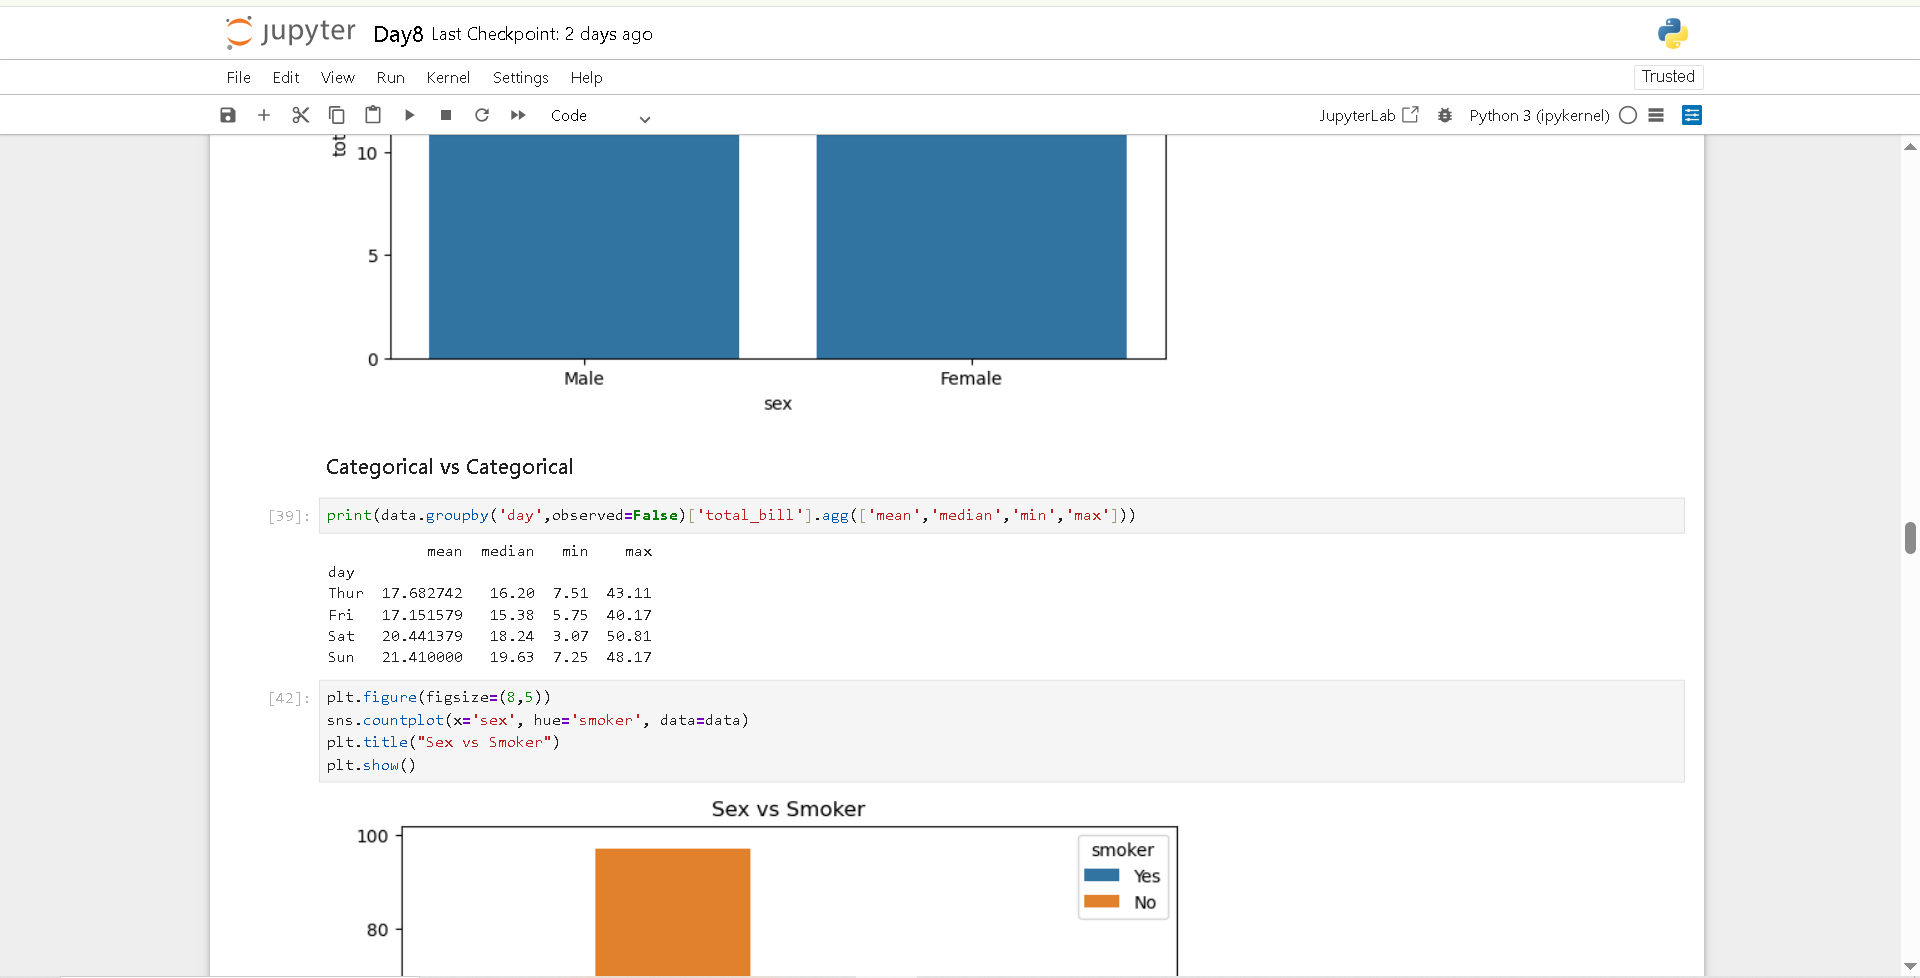 jupyter Day8 Last Checkpoint: 2 days ago
File Edit View Run Kernel Settings Help Trusted
Code JupyterLab Python 3 (ipykernel)
tot
10
5
0
Male Female
sex
Categorical vs Categorical
[39]: print(data.groupby('day',observed=False)['total_bill'].agg(['mean','median','min','max']))
mean median min max
day
Thur 17.682742 16.20 7.51 43.11
Fri 17.151579 15.38 5.75 40.17
Sat 20.441379 18.24 3.07 50.81
Sun 21.410000 19.63 7.25 48.17
[42]: plt.figure(figsize=(8,5))
sns.countplot(x='sex', hue='smoker', data=data)
plt.title("Sex vs Smoker")
plt.show()
Sex vs Smoker
100
smoker
Yes
No
80